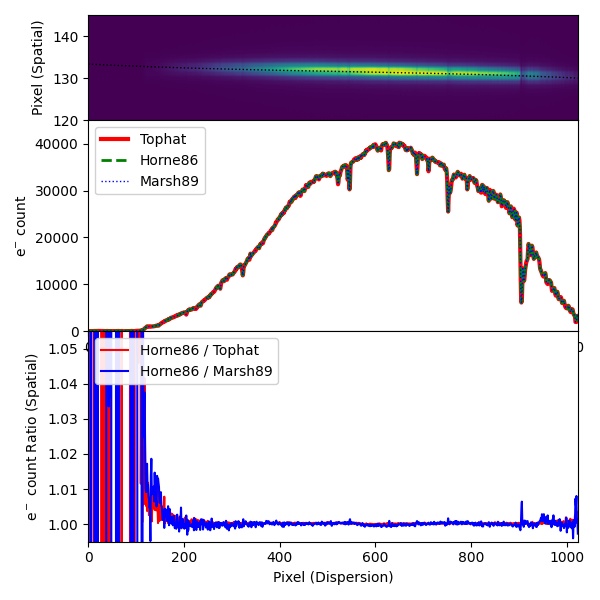 140
130
120
Pixel (Spatial)
Tophat
Horne86
Marsh89
40000
30000
20000
10000
0
e⁻ count
Horne86 / Tophat
Horne86 / Marsh89
1.05
1.04
1.03
1.02
1.01
1.00
e⁻ count Ratio (Spatial)
0 200 400 600 800 1000
Pixel (Dispersion)